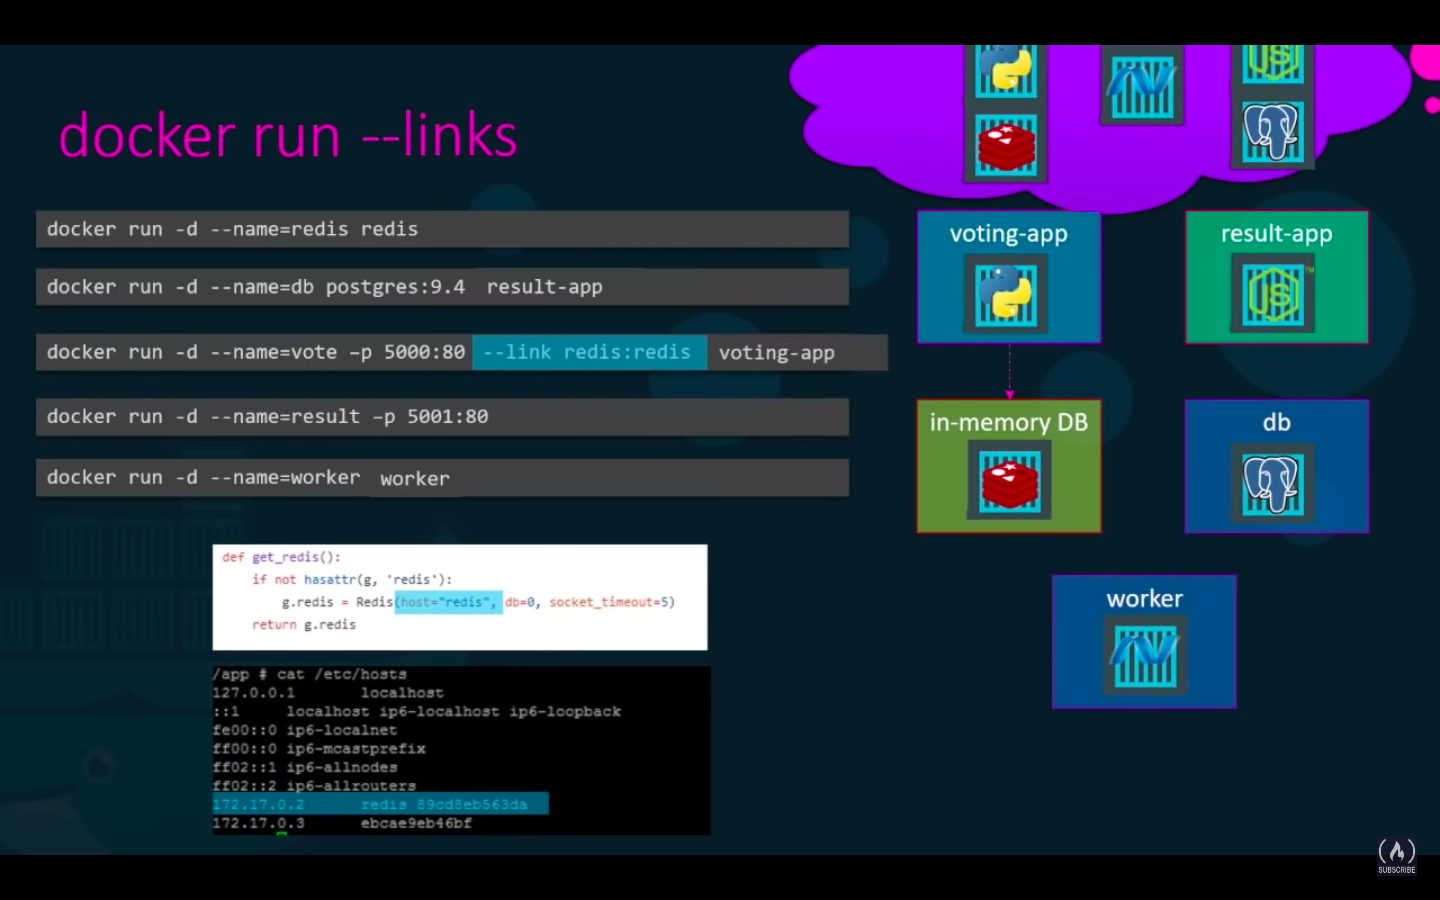 docker run --links
docker run -d --name=redis redis
docker run -d --name=db postgres:9.4 result-app
docker run -d --name=vote –p 5000:80 --link redis:redis voting-app
docker run -d --name=result –p 5001:80
docker run -d --name=worker worker
def get_redis():
if not hasattr(g, 'redis'):
g.redis = Redis(host="redis", db=0, socket_timeout=5)
return g.redis
/app # cat /etc/hosts
127.0.0.1 localhost
::1 localhost ip6-localhost ip6-loopback
fe00::0 ip6-localnet
ff00::0 ip6-mcastprefix
ff02::1 ip6-allnodes
ff02::2 ip6-allrouters
172.17.0.2 redis 89cd8eb563da
172.17.0.3 ebcae9eb46bf
JS
voting-app
result-app
JS
TM
in-memory DB
db
worker
SUBSCRIBE